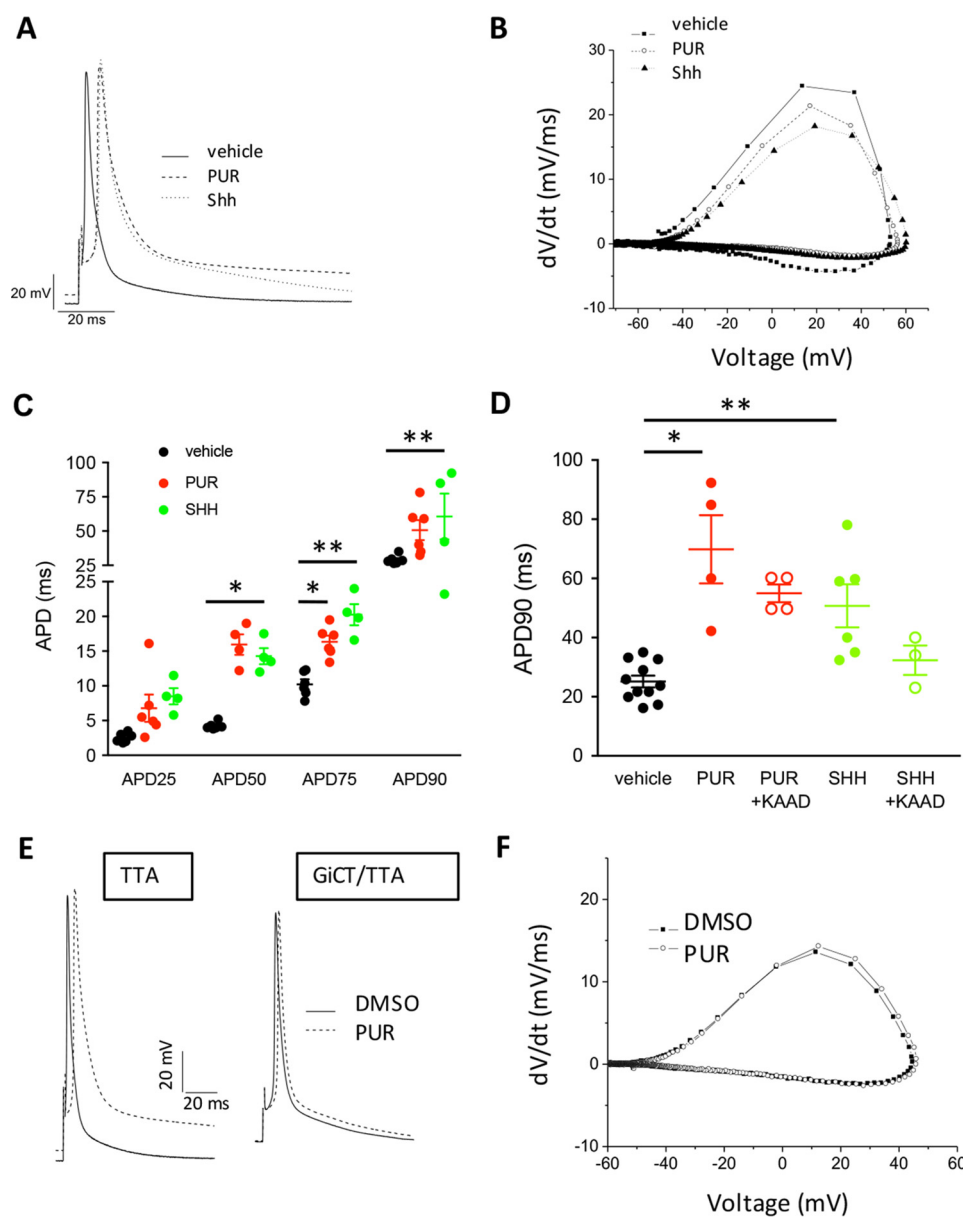 A
vehicle
PUR
Shh
20 mV
20 ms
B
vehicle
PUR
Shh
30
20
10
0
-10
dV/dt (mV/ms)
-60 -40 -20 0 20 40 60
Voltage (mV)
C
vehicle
PUR
SHH
**
**
*
*
100
75
50
25
25
20
15
10
5
0
APD (ms)
APD25 APD50 APD75 APD90
D
**
*
100
80
60
40
20
0
APD90 (ms)
vehicle PUR PUR SHH SHH
+KAAD +KAAD
E
TTA GiCT/TTA
DMSO
PUR
20 mV
20 ms
F
DMSO
PUR
20
10
0
-10
dV/dt (mV/ms)
-60 -40 -20 0 20 40 60
Voltage (mV)